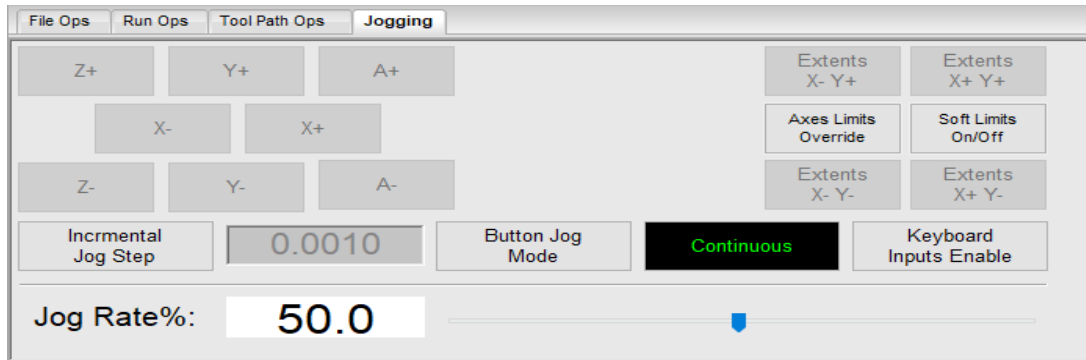 File Ops
Run Ops
Tool Path Ops
Jogging
Z+
Y+
A+
Extents
X- Y+
Extents
X+ Y+
X-
X+
Axes Limits
Override
Soft Limits
On/Off
Z-
Y-
A-
Extents
X- Y-
Extents
X+ Y-
Incrmental
Jog Step
0.0010
Button Jog
Mode
Continuous
Keyboard
Inputs Enable
Jog Rate%:
50.0